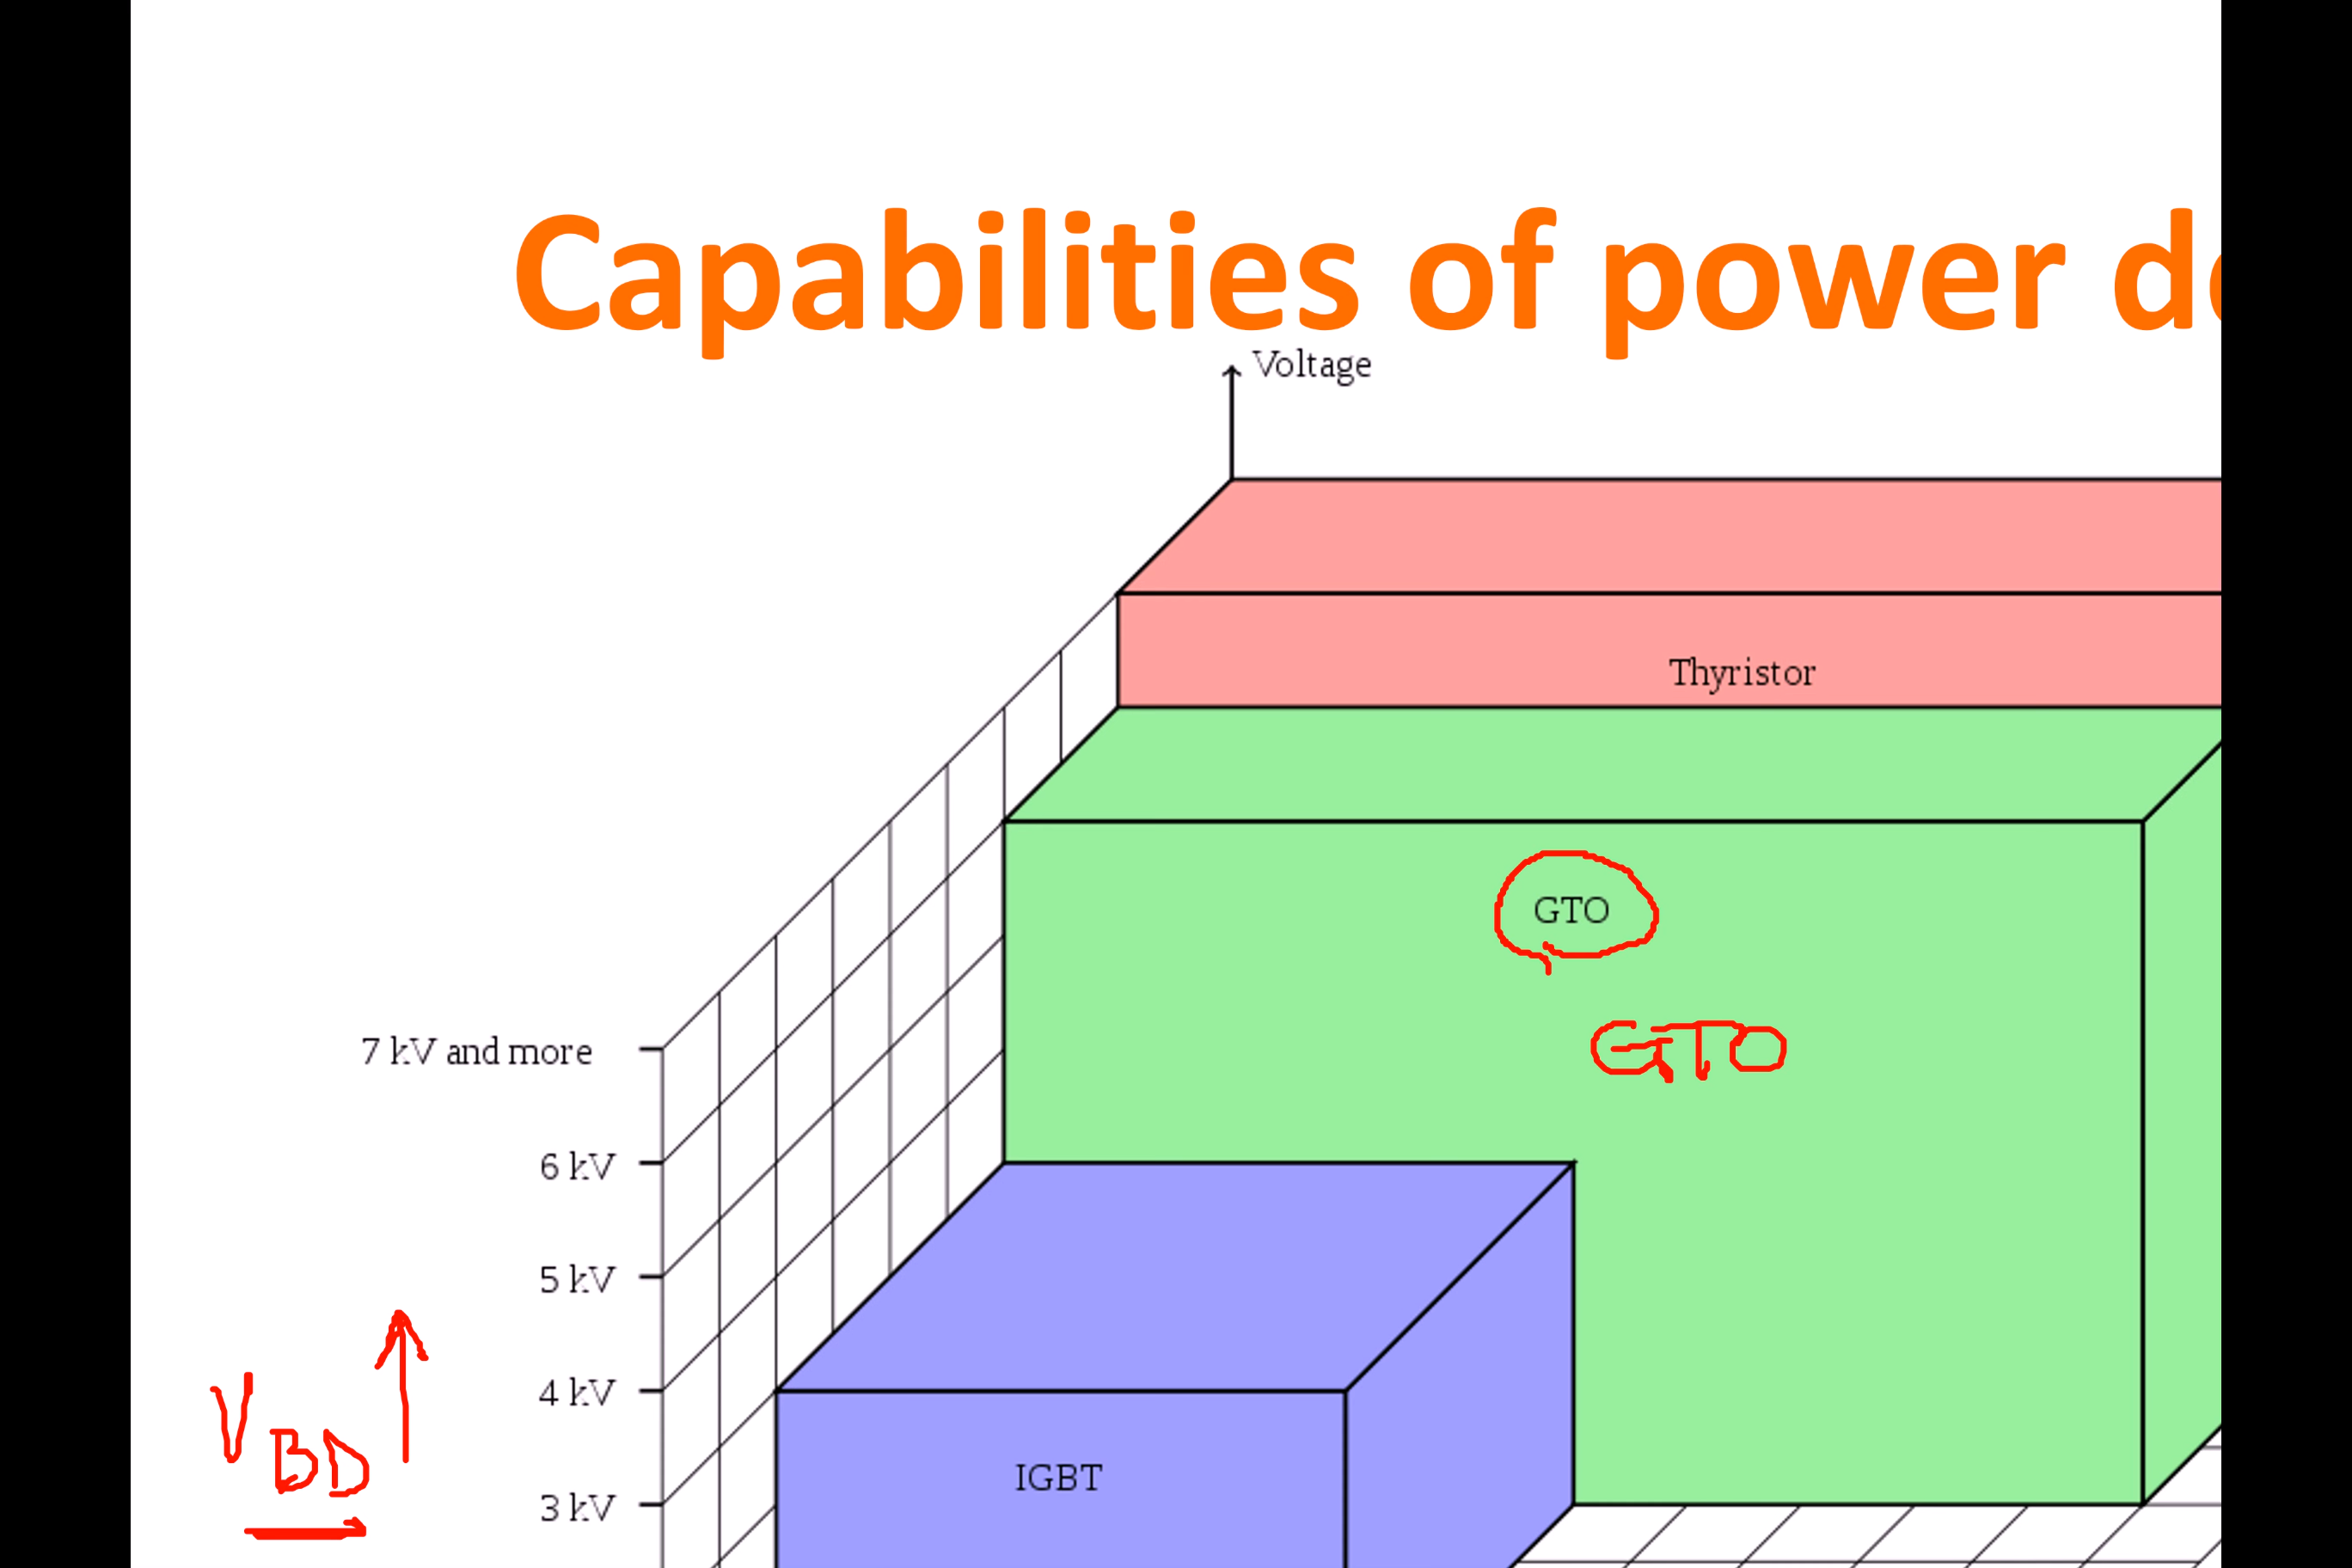 Capabilities of power d
Voltage
Thyristor
GTO
GTO
7 kV and more
6 kV
5 kV
4 kV
VBD
IGBT
3 kV